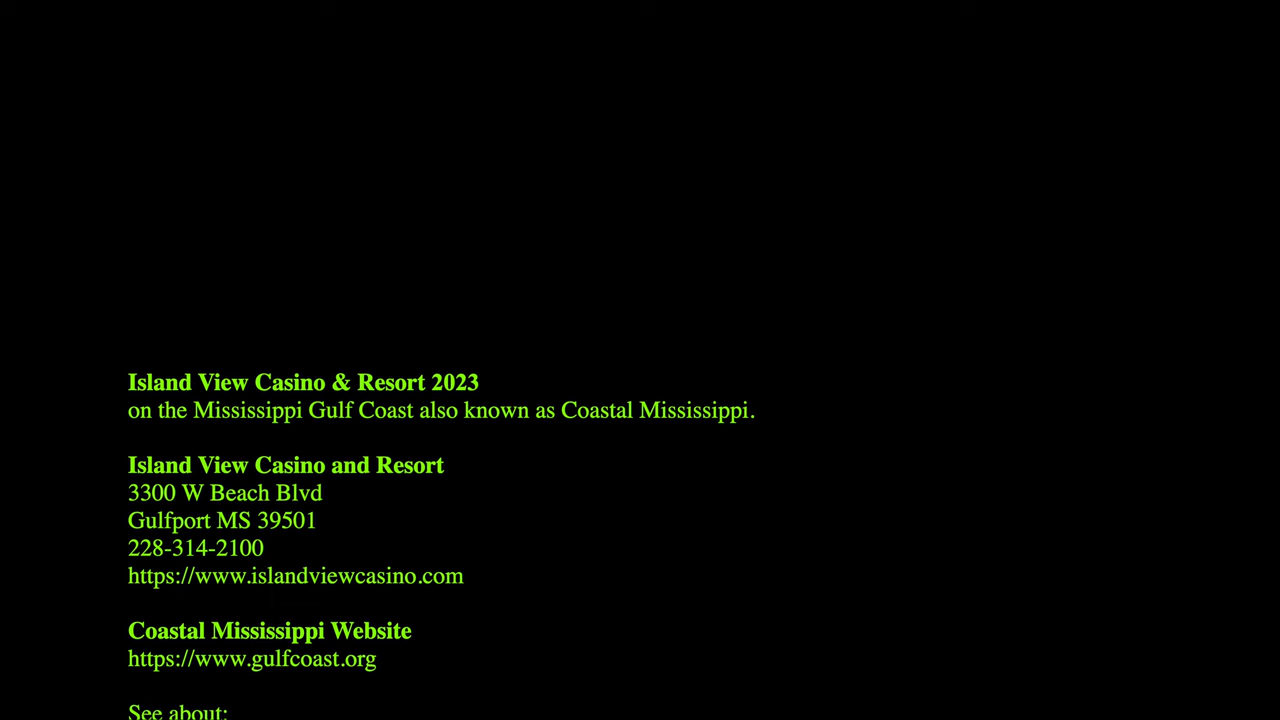 Island View Casino & Resort 2023
on the Mississippi Gulf Coast also known as Coastal Mississippi.
Island View Casino and Resort
3300 W Beach Blvd
Gulfport MS 39501
228-314-2100
https://www.islandviewcasino.com
Coastal Mississippi Website
https://www.gulfcoast.org
See about: